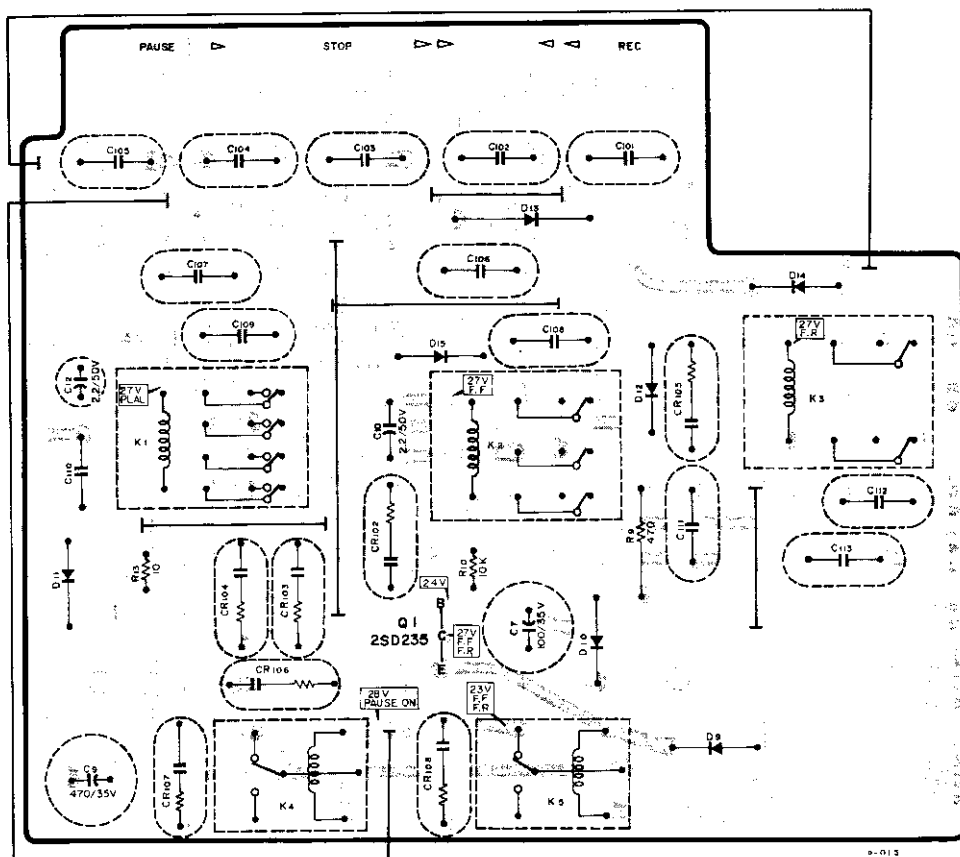 PAUSE STOP REC
C105 C104 C103 C102 C101
D13
C107 C106
D14
C109 C108
27V
F.R
D15
C12
2.2/50V
27V
PLAL
27V
F.F
D12
CR105
K3
K1
C10
2.2/50V
K2
C110
C112
CR102
R9
47Ω
C111
C113
D11
R13
10
CR104
CR103
R10
10K
24V
B
Q1
2SD235
C
27V
F.F
F.R
E
C7
100/35V
D10
CR106
28V
PAUSE ON
23V
F.F
F.R
D9
C9
470/35V
CR107
K4
CR108
K5